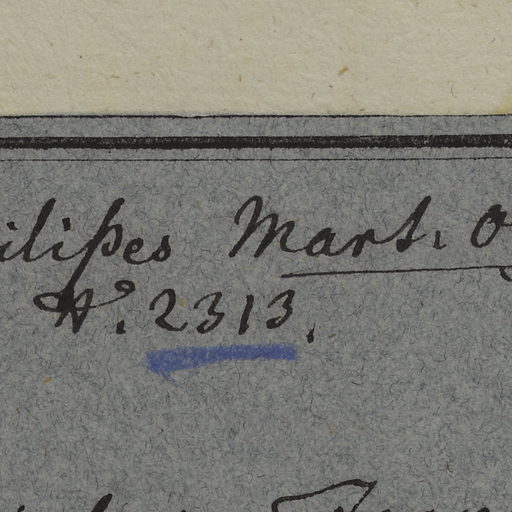 ilipes Mart. O
N°. 2313.